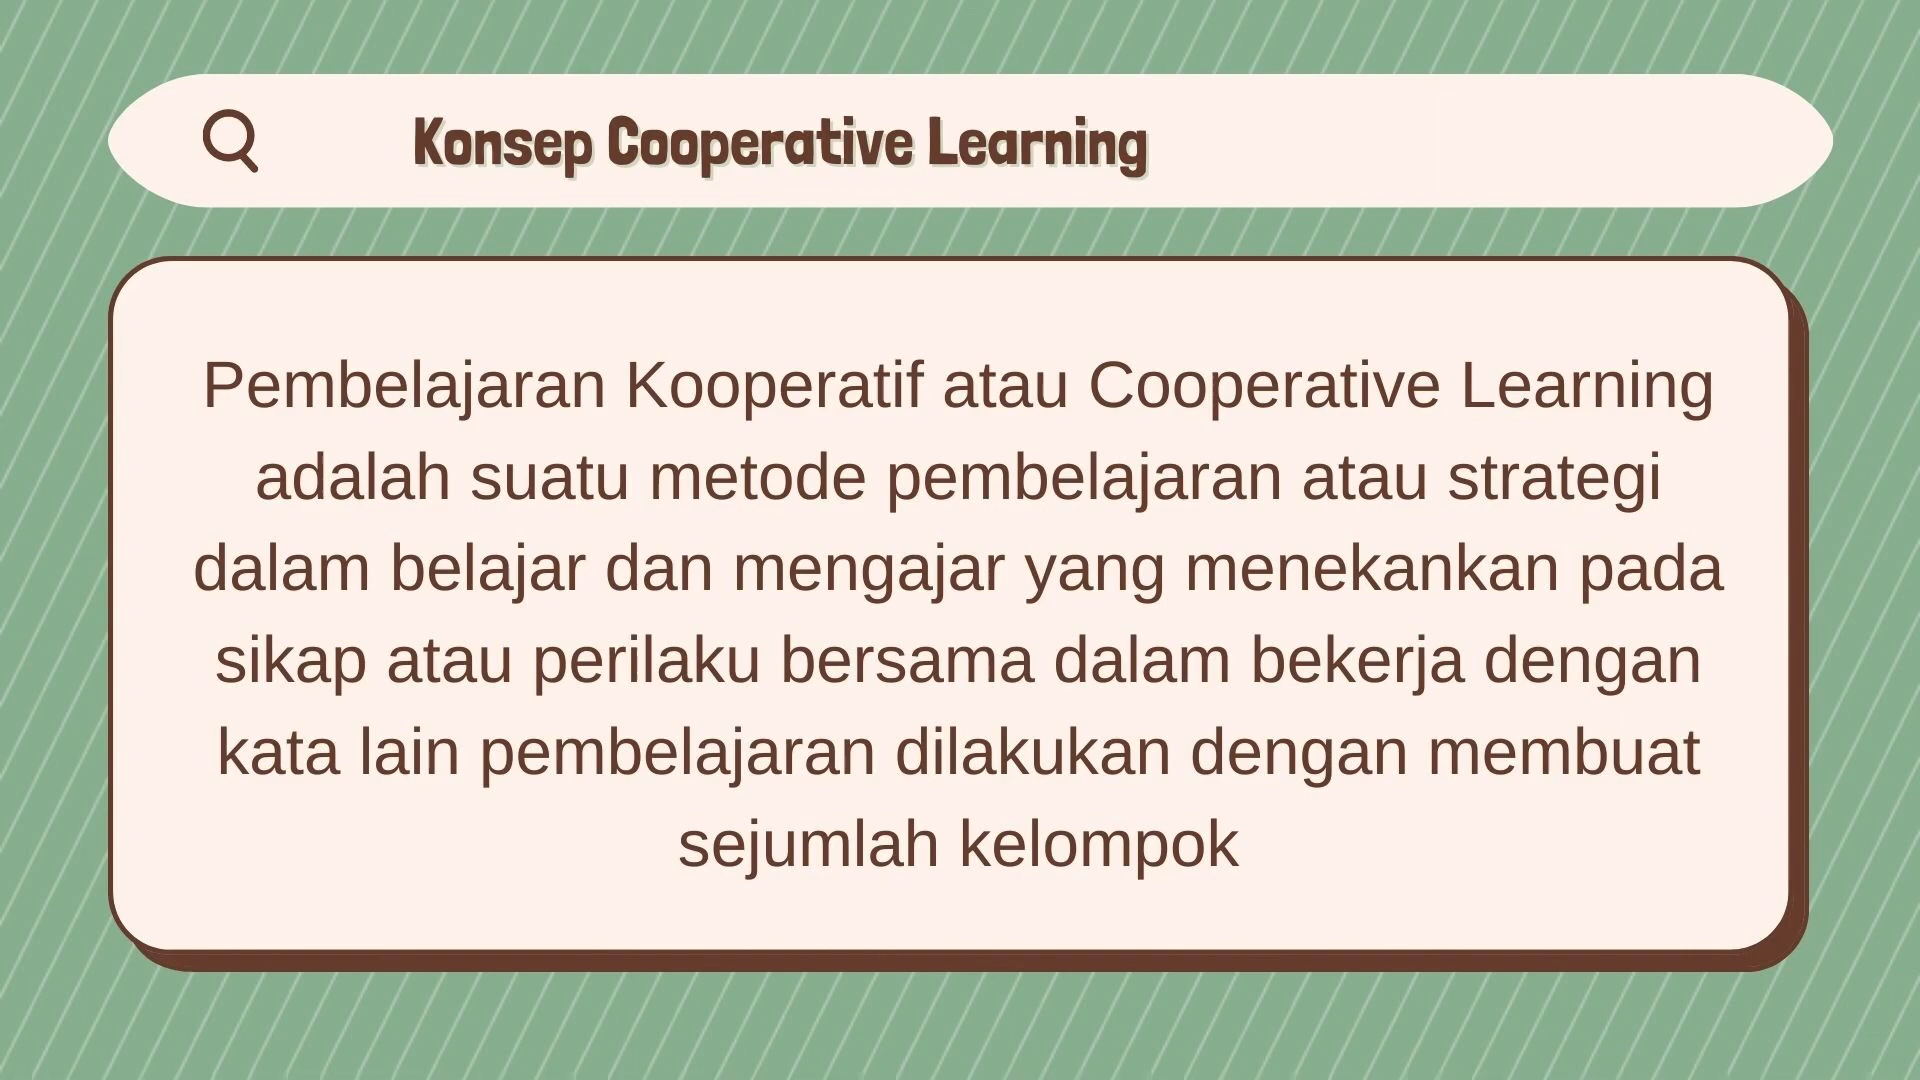 Konsep Cooperative Learning
Pembelajaran Kooperatif atau Cooperative Learning
adalah suatu metode pembelajaran atau strategi
dalam belajar dan mengajar yang menekankan pada
sikap atau perilaku bersama dalam bekerja dengan
kata lain pembelajaran dilakukan dengan membuat
sejumlah kelompok